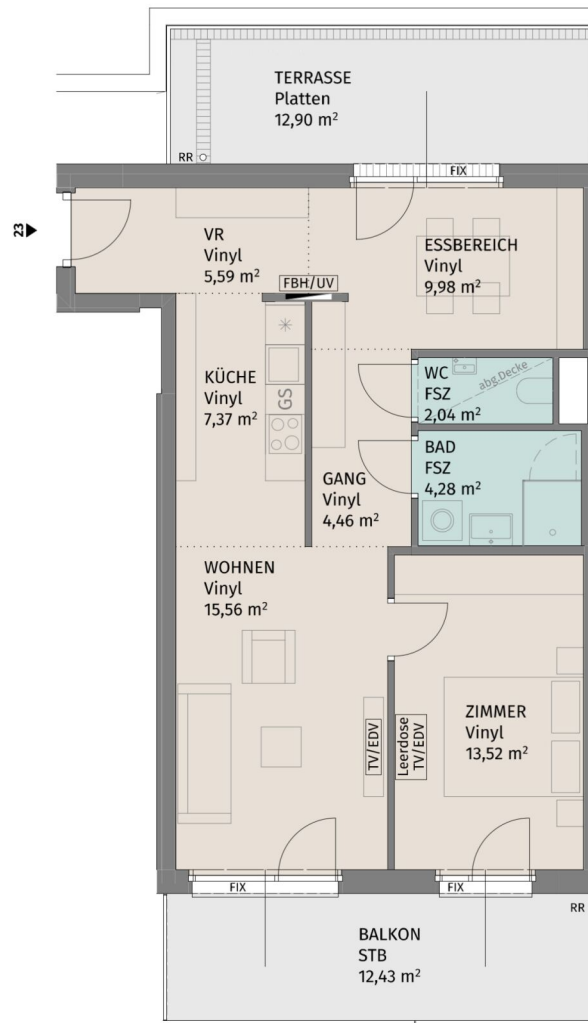 TERRASSE
Platten
12,90 m²
RR
FIX
23
VR
Vinyl
5,59 m²
ESSBEREICH
Vinyl
9,98 m²
FBH/UV
KÜCHE
Vinyl
7,37 m²
GS
WC
FSZ
2,04 m²
abg.Decke
BAD
FSZ
4,28 m²
GANG
Vinyl
4,46 m²
WOHNEN
Vinyl
15,56 m²
TV/EDV
Leerdose
TV/EDV
ZIMMER
Vinyl
13,52 m²
FIX
FIX
RR
BALKON
STB
12,43 m²